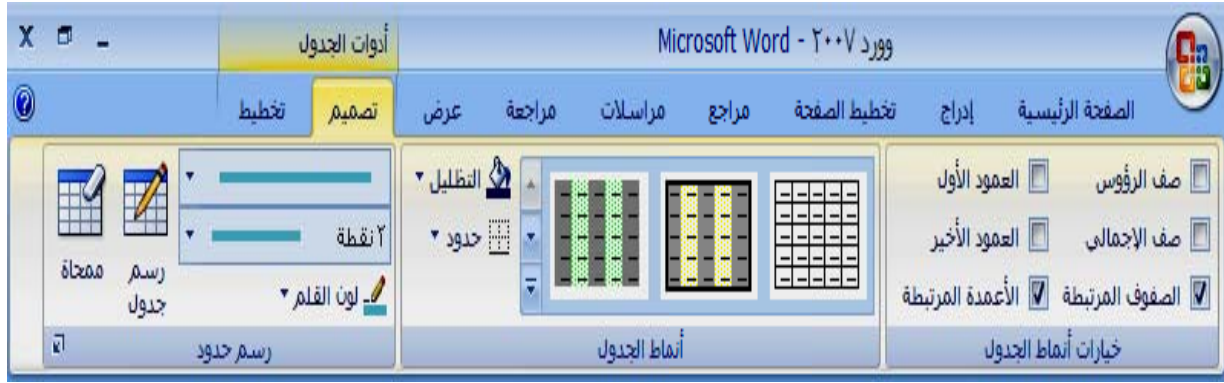 وورد ٢٠٠٧ - Microsoft Word
أدوات الجدول
الصفحة الرئيسية إدراج تخطيط الصفحة مراجع مراسلات مراجعة عرض تصميم تخطيط
صف الرؤوس العمود الأول
صف الإجمالي العمود الأخير
الصفوف المرتبطة الأعمدة المرتبطة
خيارات أنماط الجدول
التظليل
حدود
أنماط الجدول
٢ نقطة
لون القلم
رسم جدول
ممحاة
رسم حدود